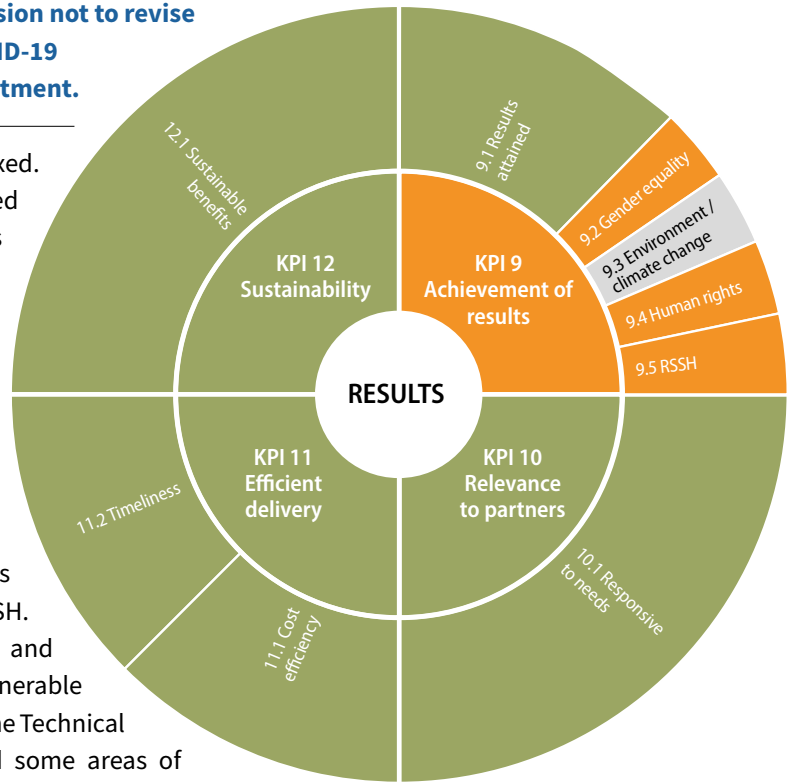 sion not to revise
ID-19
tment.
xed.
ed
s
s
SH.
and
nerable
he Technical
d some areas of
12.1 Sustainable
benefits
9.1 Results
attained
9.2 Gender equality
9.3 Environment /
climate change
9.4 Human rights
9.5 RSSH
KPI 12
Sustainability
KPI 9
Achievement of
results
RESULTS
KPI 11
Efficient
delivery
KPI 10
Relevance
to partners
11.2 Timeliness
11.1 Cost
efficiency
10.1 Responsive
to needs